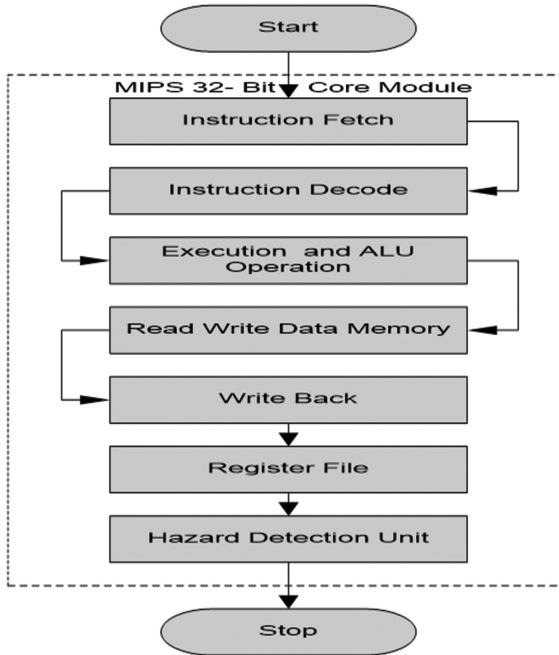 Start
MIPS 32- Bit Core Module
Instruction Fetch
Instruction Decode
Execution and ALU
Operation
Read Write Data Memory
Write Back
Register File
Hazard Detection Unit
Stop